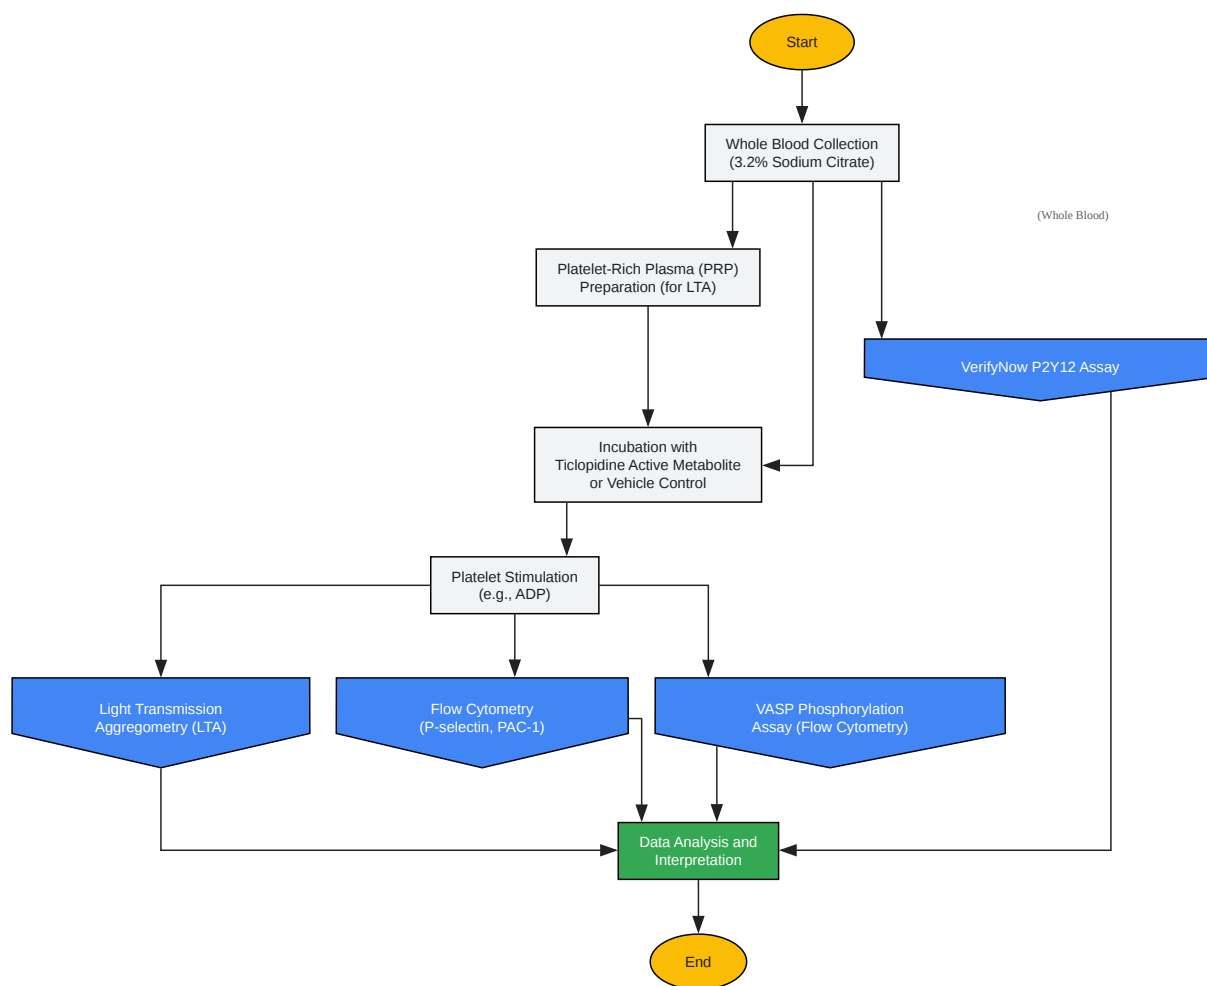 Start
Whole Blood Collection
(3.2% Sodium Citrate)
(Whole Blood)
Platelet-Rich Plasma (PRP)
Preparation (for LTA)
VerifyNow P2Y12 Assay
Incubation with
Ticlopidine Active Metabolite
or Vehicle Control
Platelet Stimulation
(e.g., ADP)
Light Transmission
Aggregometry (LTA)
Flow Cytometry
(P-selectin, PAC-1)
VASP Phosphorylation
Assay (Flow Cytometry)
Data Analysis and
Interpretation
End